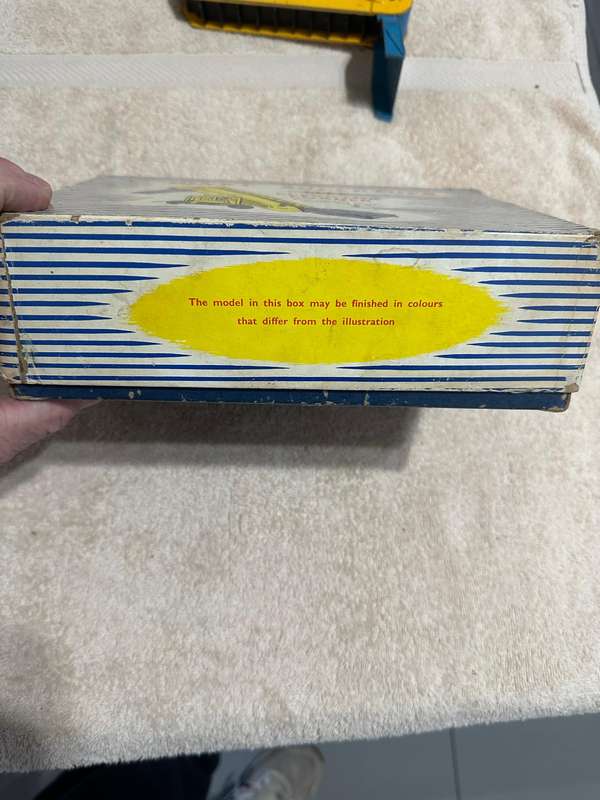 The model in this box may be finished in colours
that differ from the illustration